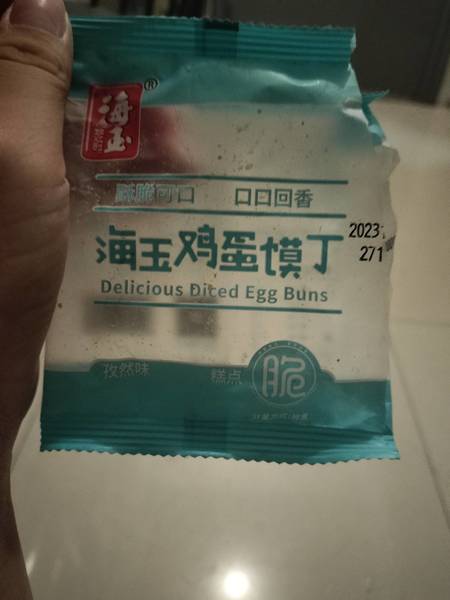 海玉®
酥脆可口 口口回香
海玉鸡蛋馍丁
2023
271
Delicious Diced Egg Buns
孜然味 糕点
脆